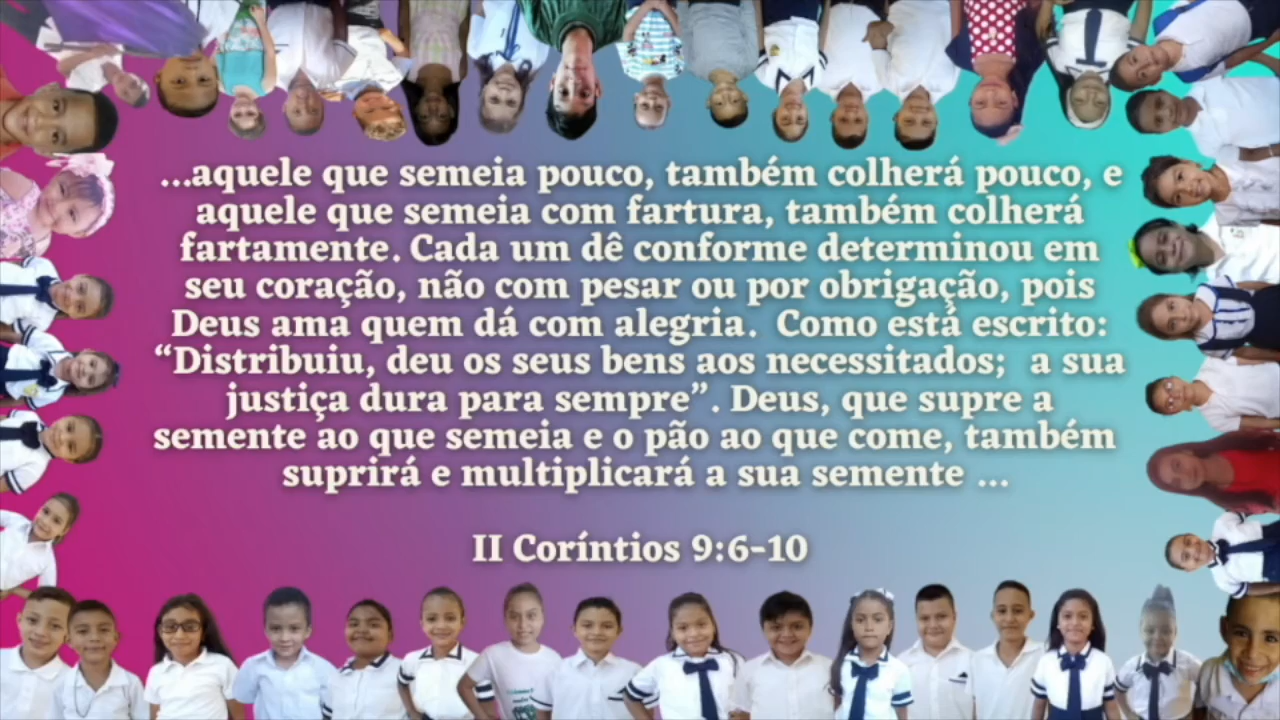 ...aquele que semeia pouco, também colherá pouco, e
aquele que semeia com fartura, também colherá
fartamente. Cada um dê conforme determinou em
seu coração, não com pesar ou por obrigação, pois
Deus ama quem dá com alegria. Como está escrito:
“Distribuiu, deu os seus bens aos necessitados; a sua
justiça dura para sempre”. Deus, que supre a
semente ao que semeia e o pão ao que come, também
suprirá e multiplicará a sua semente ...
II Coríntios 9:6-10